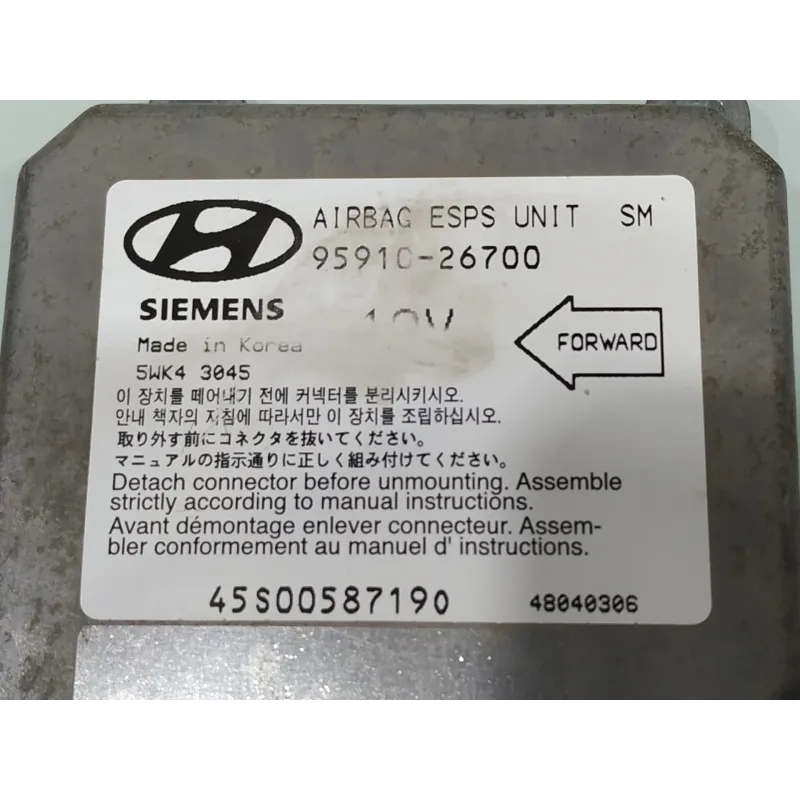 AIRBAG ESPS UNIT SM
95910-26700
SIEMENS
FORWARD
Made in Korea
5WK4 3045
이 장치를 떼어내기 전에 커넥터를 분리시키시오.
안내 책자의 지침에 따라서만 이 장치를 조립하십시오.
取り外す前にコネクタを抜いてください。
マニュアルの指示通りに正しく組み付けてください。
Detach connector before unmounting. Assemble
strictly according to manual instructions.
Avant démontage enlever connecteur. Assem-
bler conformement au manuel d' instructions.
45S00587190 48040306